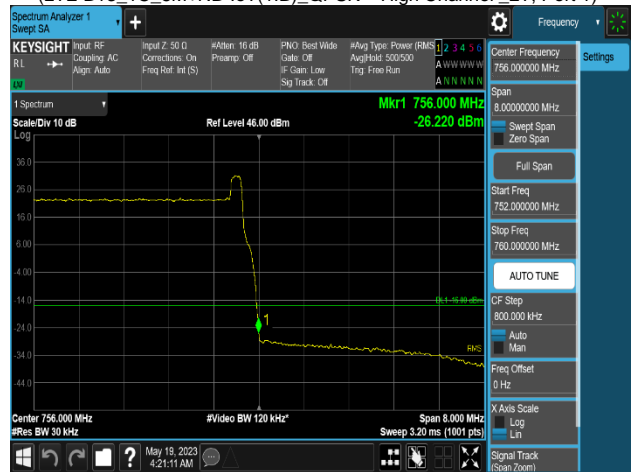 Spectrum Analyzer 1
Swept SA
Frequency
Settings
KEYSIGHT
RL
Input: RF
Coupling: AC
Align: Auto
Input Z: 50 Ω
Corrections: On
Freq Ref: Int (S)
#Atten: 16 dB
Preamp: Off
PNO: Best Wide
Gate: Off
IF Gain: Low
Sig Track: Off
#Avg Type: Power (RMS
Avg|Hold: 500/500
Trig: Free Run
1 2 3 4 5 6
A W W W W W
A N N N N N
1 Spectrum
Scale/Div 10 dB
Log
Ref Level 46.00 dBm
Mkr1 756.000 MHz
-26.220 dBm
36.0
26.0
16.0
6.00
-4.00
-14.0
-24.0
-34.0
-44.0
1
RMS
Center 756.000 MHz
#Res BW 30 kHz
#Video BW 120 kHz*
Span 8.000 MHz
Sweep 3.20 ms (1001 pts)
Center Frequency
756.000000 MHz
Span
8.00000000 MHz
Swept Span
Zero Span
Full Span
Start Freq
752.000000 MHz
Stop Freq
760.000000 MHz
AUTO TUNE
CF Step
800.000 kHz
Auto
Man
Freq Offset
0 Hz
X Axis Scale
Log
Lin
Signal Track
(Span Zoom)
?
May 19, 2023
4:21:11 AM